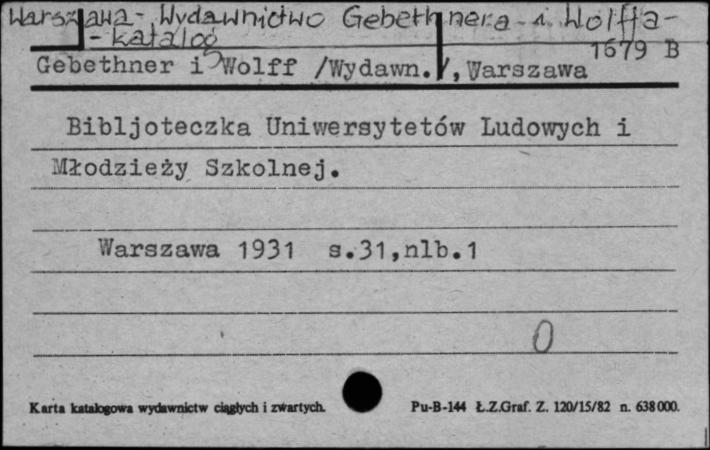 Warszawa - Wydawnictwo Gebethnera i Wolffa -
- katalog
1679 B
Gebethner i Wolff /Wydawn./, Warszawa
Bibljoteczka Uniwersytetów Ludowych i
Młodzieży Szkolnej.
Warszawa 1931 s.31,nlb.1
0
Karta katalogowa wydawnictw ciągłych i zwartych.
Pu-B-144 Ł.Z.Graf. Z. 120/15/82 n. 638000.